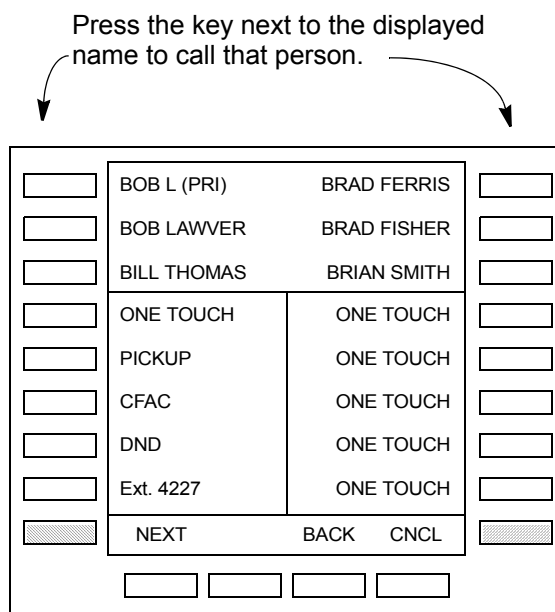 Press the key next to the displayed
name to call that person.
BOB L (PRI) BRAD FERRIS
BOB LAWVER BRAD FISHER
BILL THOMAS BRIAN SMITH
ONE TOUCH ONE TOUCH
PICKUP ONE TOUCH
CFAC ONE TOUCH
DND ONE TOUCH
Ext. 4227 ONE TOUCH
NEXT BACK CNCL